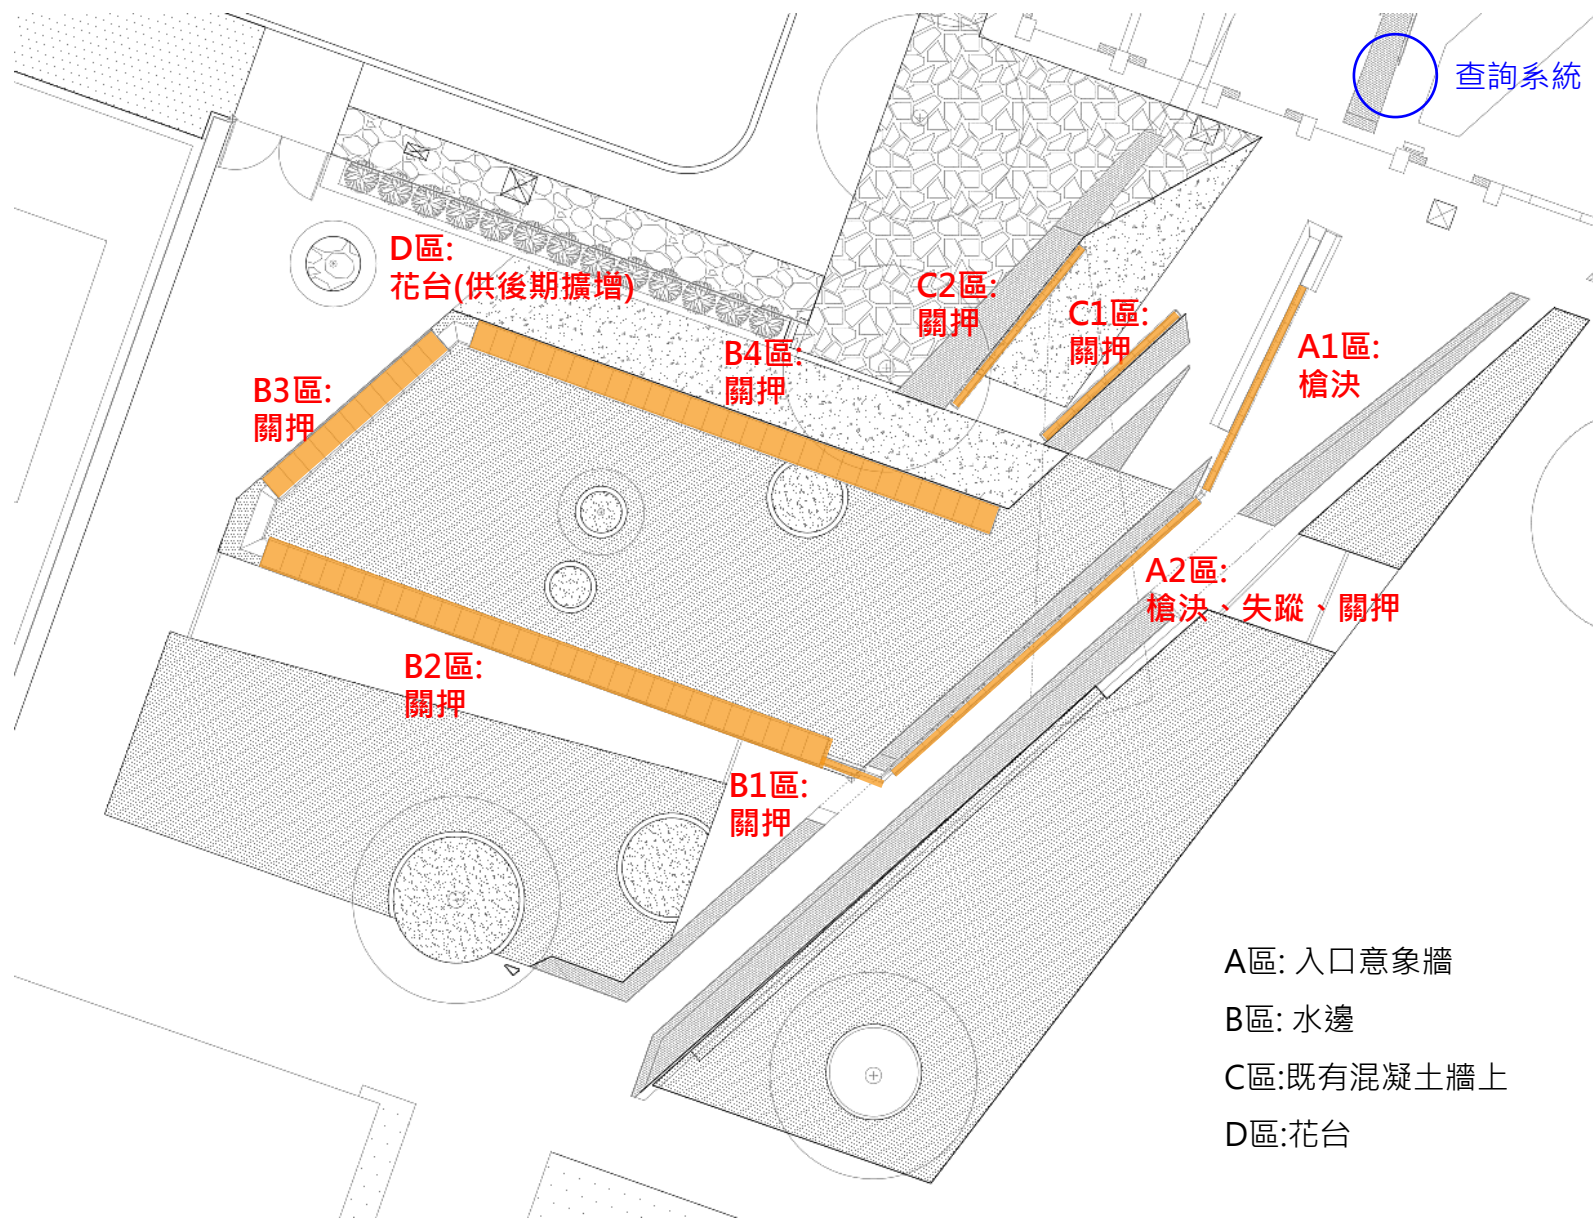 查詢系統
D區:
花台(供後期擴增)
C2區:
關押
C1區:
關押
A1區:
槍決
B4區:
關押
B3區:
關押
A2區:
槍決、失蹤、關押
B2區:
關押
B1區:
關押
A區: 入口意象牆
B區: 水邊
C區:既有混凝土牆上
D區:花台